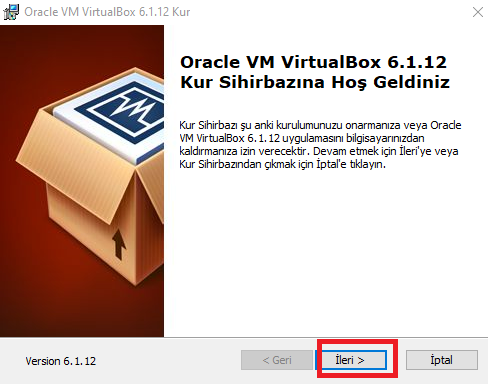 Oracle VM VirtualBox 6.1.12 Kur
Oracle VM VirtualBox 6.1.12
Kur Sihirbazına Hoş Geldiniz
Kur Sihirbazı şu anki kurulumunuzu onarmanıza veya Oracle
VM VirtualBox 6.1.12 uygulamasını bilgisayarınızdan
kaldırmanıza izin verecektir. Devam etmek için İleri'ye veya
Kur Sihirbazından çıkmak için İptal'e tıklayın.
Version 6.1.12
< Geri
İleri >
İptal